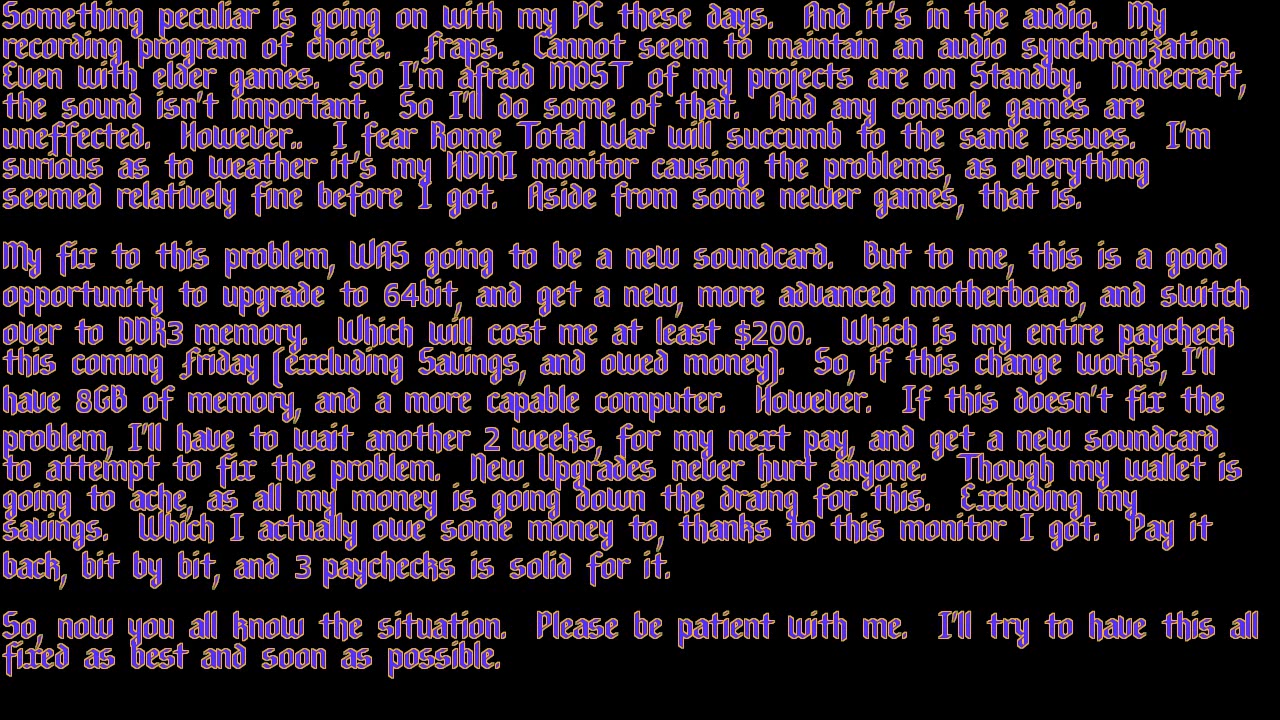 Something peculiar is going on with my PC these days.  And it's in the audio.  My
recording program of choice.  Fraps.  Cannot seem to maintain an audio synchronization.
Even with elder games.  So I'm afraid MOST of my projects are on Standby.  Minecraft,
the sound isn't important.  So I'll do some of that.  And any console games are
uneffected.  However..  I fear Rome Total War will succumb to the same issues.  I'm
surious as to weather it's my HDMI monitor causing the problems, as everything
seemed relatively fine before I got.  Aside from some newer games, that is.

My fix to this problem, WAS going to be a new soundcard.  But to me, this is a good
opportunity to upgrade to 64bit, and get a new, more advanced motherboard, and switch
over to DDR3 memory.  Which will cost me at least $200.  Which is my entire paycheck
this coming Friday (Excluding Savings, and owed money).  So, if this change works, I'll
have 8GB of memory, and a more capable computer.  However.  If this doesn't fix the
problem, I'll have to wait another 2 weeks, for my next pay, and get a new soundcard
to attempt to fix the problem.  New Upgrades never hurt anyone.  Though my wallet is
going to ache, as all my money is going down the draing for this.  Excluding my
savings.  Which I actually owe some money to, thanks to this monitor I got.  Pay it
back, bit by bit, and 3 paychecks is solid for it.

So, now you all know the situation.  Please be patient with me.  I'll try to have this all
fixed as best and soon as possible.